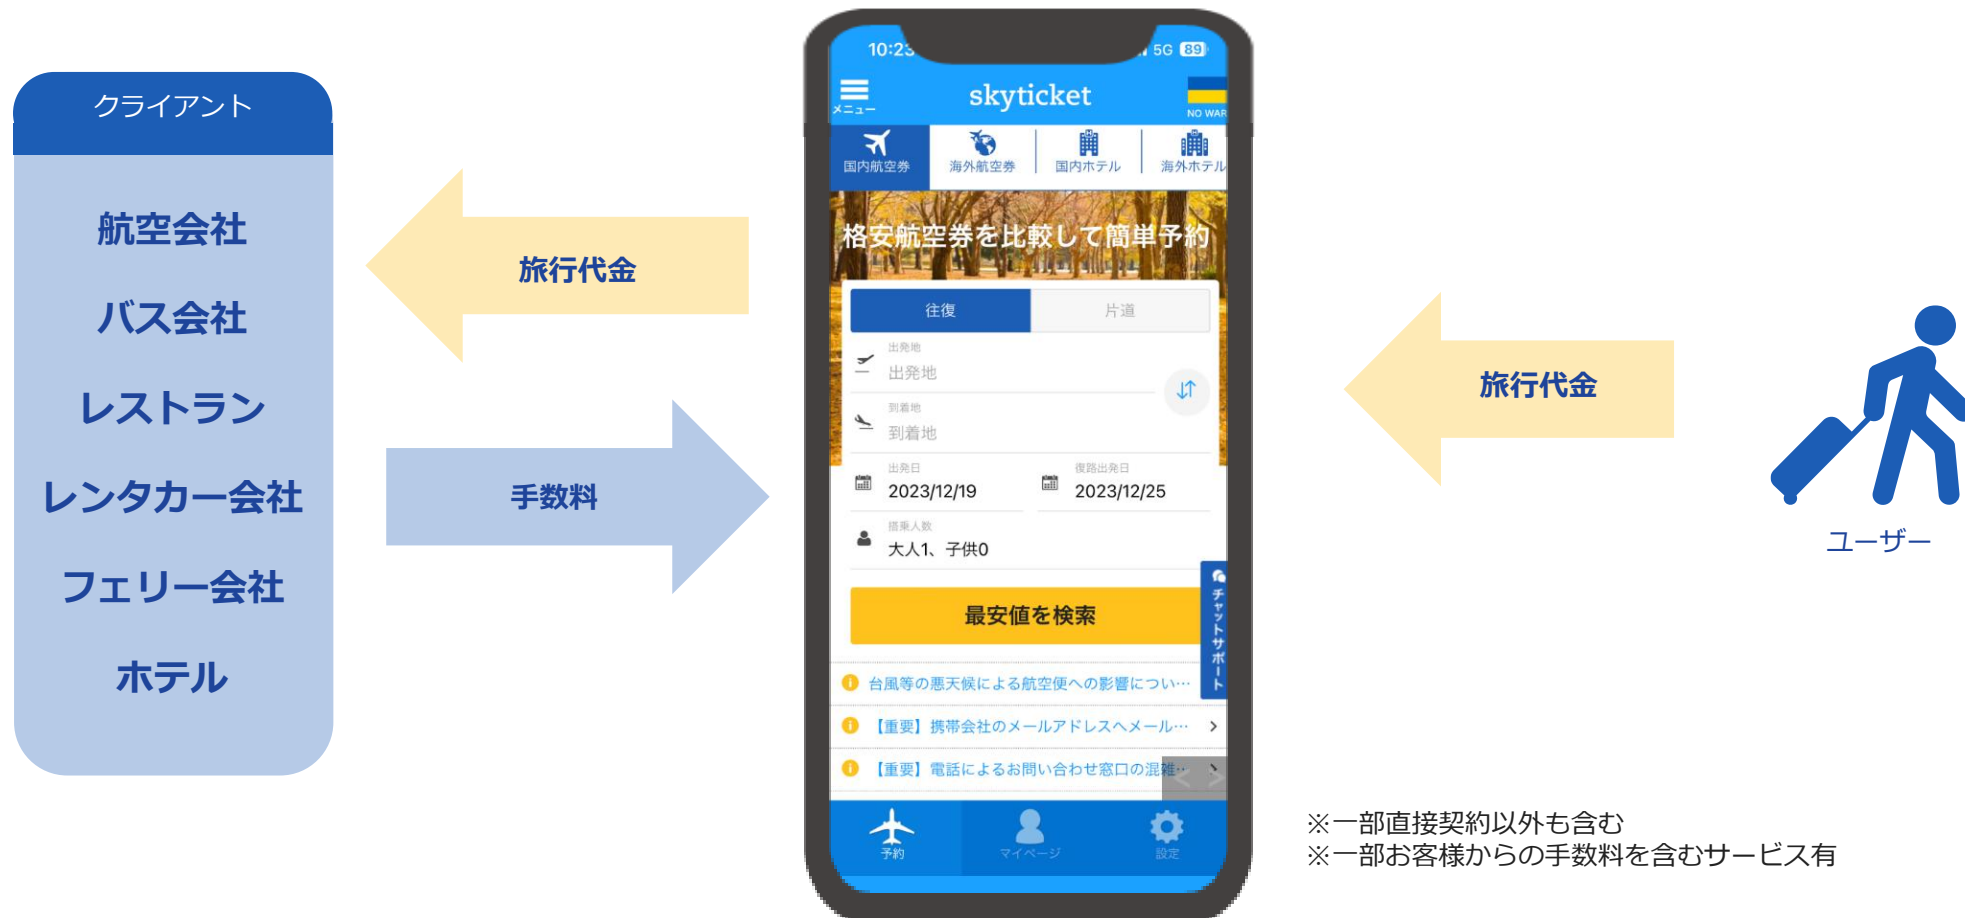 クライアント
航空会社
バス会社
レストラン
レンタカー会社
フェリー会社
ホテル
旅行代金
手数料
10:23
5G 89
メニュー
skyticket
NO WAR
国内航空券
海外航空券
国内ホテル
海外ホテル
格安航空券を比較して簡単予約
往復
片道
出発地
出発地
到着地
到着地
出発日
2023/12/19
復路出発日
2023/12/25
搭乗人数
大人1、子供0
最安値を検索
チャットサポート
台風等の悪天候による航空便への影響につい…
【重要】携帯会社のメールアドレスへメール…
【重要】電話によるお問い合わせ窓口の混雑…
予約
マイページ
設定
旅行代金
ユーザー
※一部直接契約以外も含む
※一部お客様からの手数料を含むサービス有